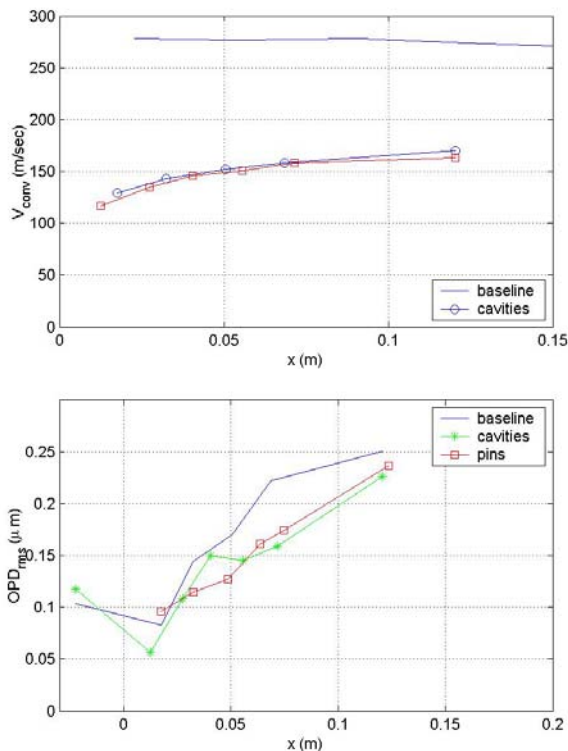 300
250
200
150
100
50
0
V_conv (m/sec)
0 0.05 0.1 0.15
x (m)
baseline
cavities
0.25
0.2
0.15
0.1
0.05
0
OPD_rms (μ m)
0 0.05 0.1 0.15 0.2
x (m)
baseline
cavities
pins